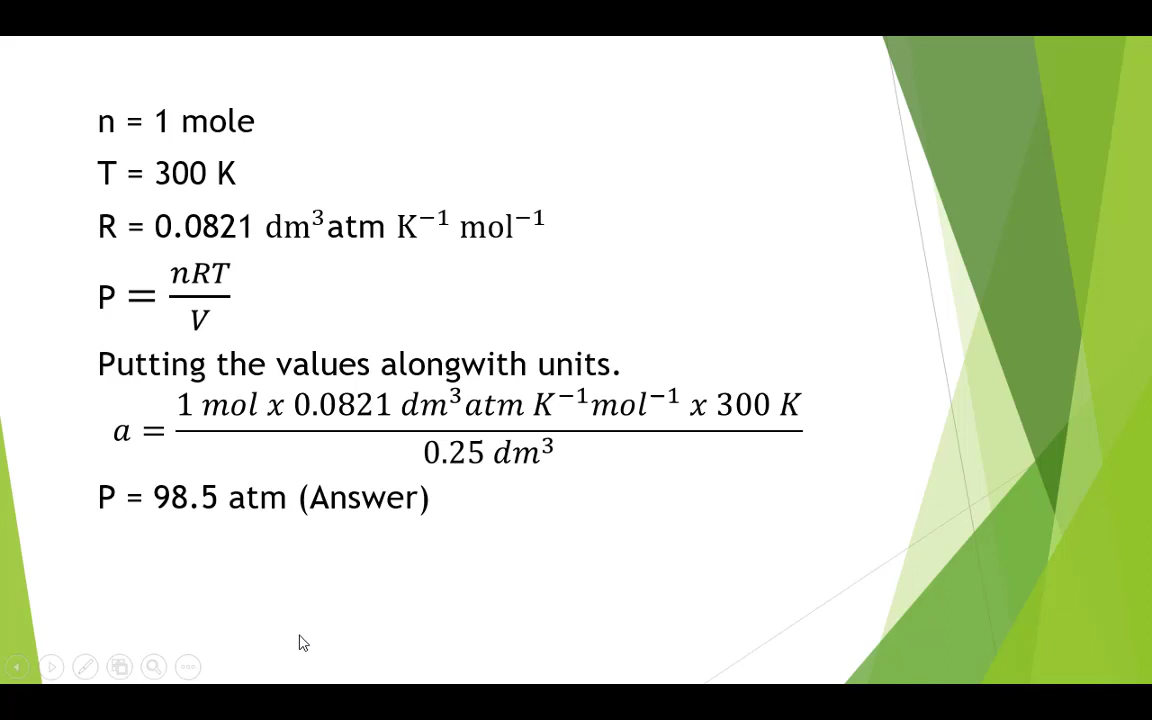 n = 1 mole
T = 300 K
R = 0.0821 dm³atm K⁻¹ mol⁻¹
P = nRT/V
Putting the values alongwith units.
a = 1 mol x 0.0821 dm³atm K⁻¹mol⁻¹ x 300 K/0.25 dm³
P = 98.5 atm (Answer)